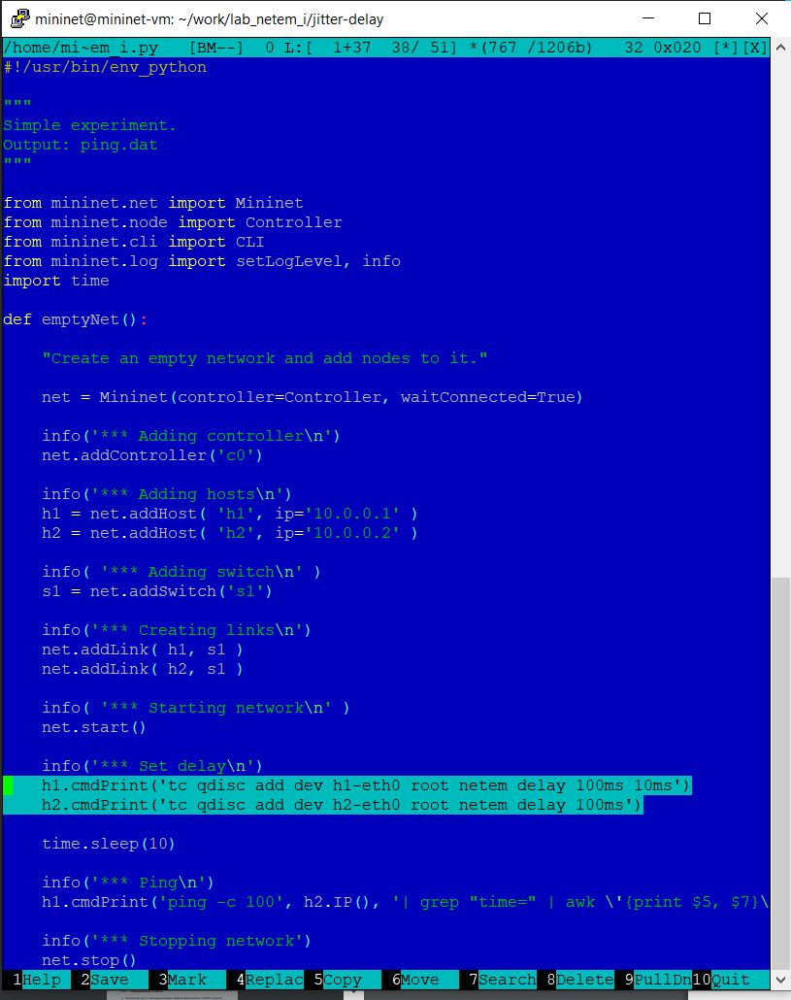 mininet@mininet-vm: ~/work/lab_netem_i/jitter-delay
/home/mi~em_i.py [BM--] 0 L:[ 1+37 38/ 51] *(767 /1206b) 32 0x020 [*][X]
#!/usr/bin/env_python
"""
Simple experiment.
Output: ping.dat
"""
from mininet.net import Mininet
from mininet.node import Controller
from mininet.cli import CLI
from mininet.log import setLogLevel, info
import time
def emptyNet():
"Create an empty network and add nodes to it."
net = Mininet(controller=Controller, waitConnected=True)
info('*** Adding controller\n')
net.addController('c0')
info('*** Adding hosts\n')
h1 = net.addHost( 'h1', ip='10.0.0.1' )
h2 = net.addHost( 'h2', ip='10.0.0.2' )
info( '*** Adding switch\n' )
s1 = net.addSwitch('s1')
info('*** Creating links\n')
net.addLink( h1, s1 )
net.addLink( h2, s1 )
info( '*** Starting network\n' )
net.start()
info('*** Set delay\n')
h1.cmdPrint('tc qdisc add dev h1-eth0 root netem delay 100ms 10ms')
h2.cmdPrint('tc qdisc add dev h2-eth0 root netem delay 100ms')
time.sleep(10)
info('*** Ping\n')
h1.cmdPrint('ping -c 100', h2.IP(), '| grep "time=" | awk \'{print $5, $7}\
info('*** Stopping network')
net.stop()
1Help 2Save 3Mark 4Replac 5Copy 6Move 7Search 8Delete 9PullDn 10Quit